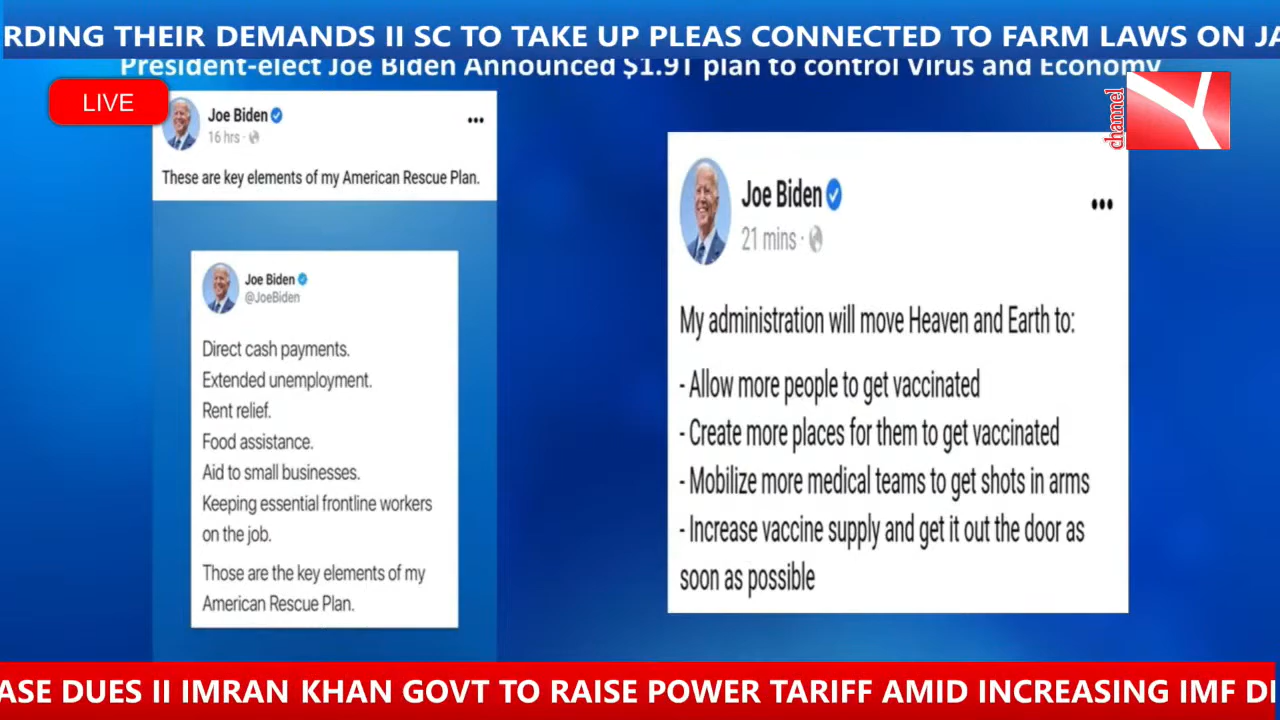 RDING THEIR DEMANDS II SC TO TAKE UP PLEAS CONNECTED TO FARM LAWS ON JA
President-elect Joe Biden Announced $1.9T plan to control Virus and Economy
LIVE
channel
Y
Joe Biden
16 hrs ·
These are key elements of my American Rescue Plan.
Joe Biden
@JoeBiden
Direct cash payments.
Extended unemployment.
Rent relief.
Food assistance.
Aid to small businesses.
Keeping essential frontline workers
on the job.
Those are the key elements of my
American Rescue Plan.
Joe Biden
21 mins ·
My administration will move Heaven and Earth to:
- Allow more people to get vaccinated
- Create more places for them to get vaccinated
- Mobilize more medical teams to get shots in arms
- Increase vaccine supply and get it out the door as
soon as possible
ASE DUES II IMRAN KHAN GOVT TO RAISE POWER TARIFF AMID INCREASING IMF D